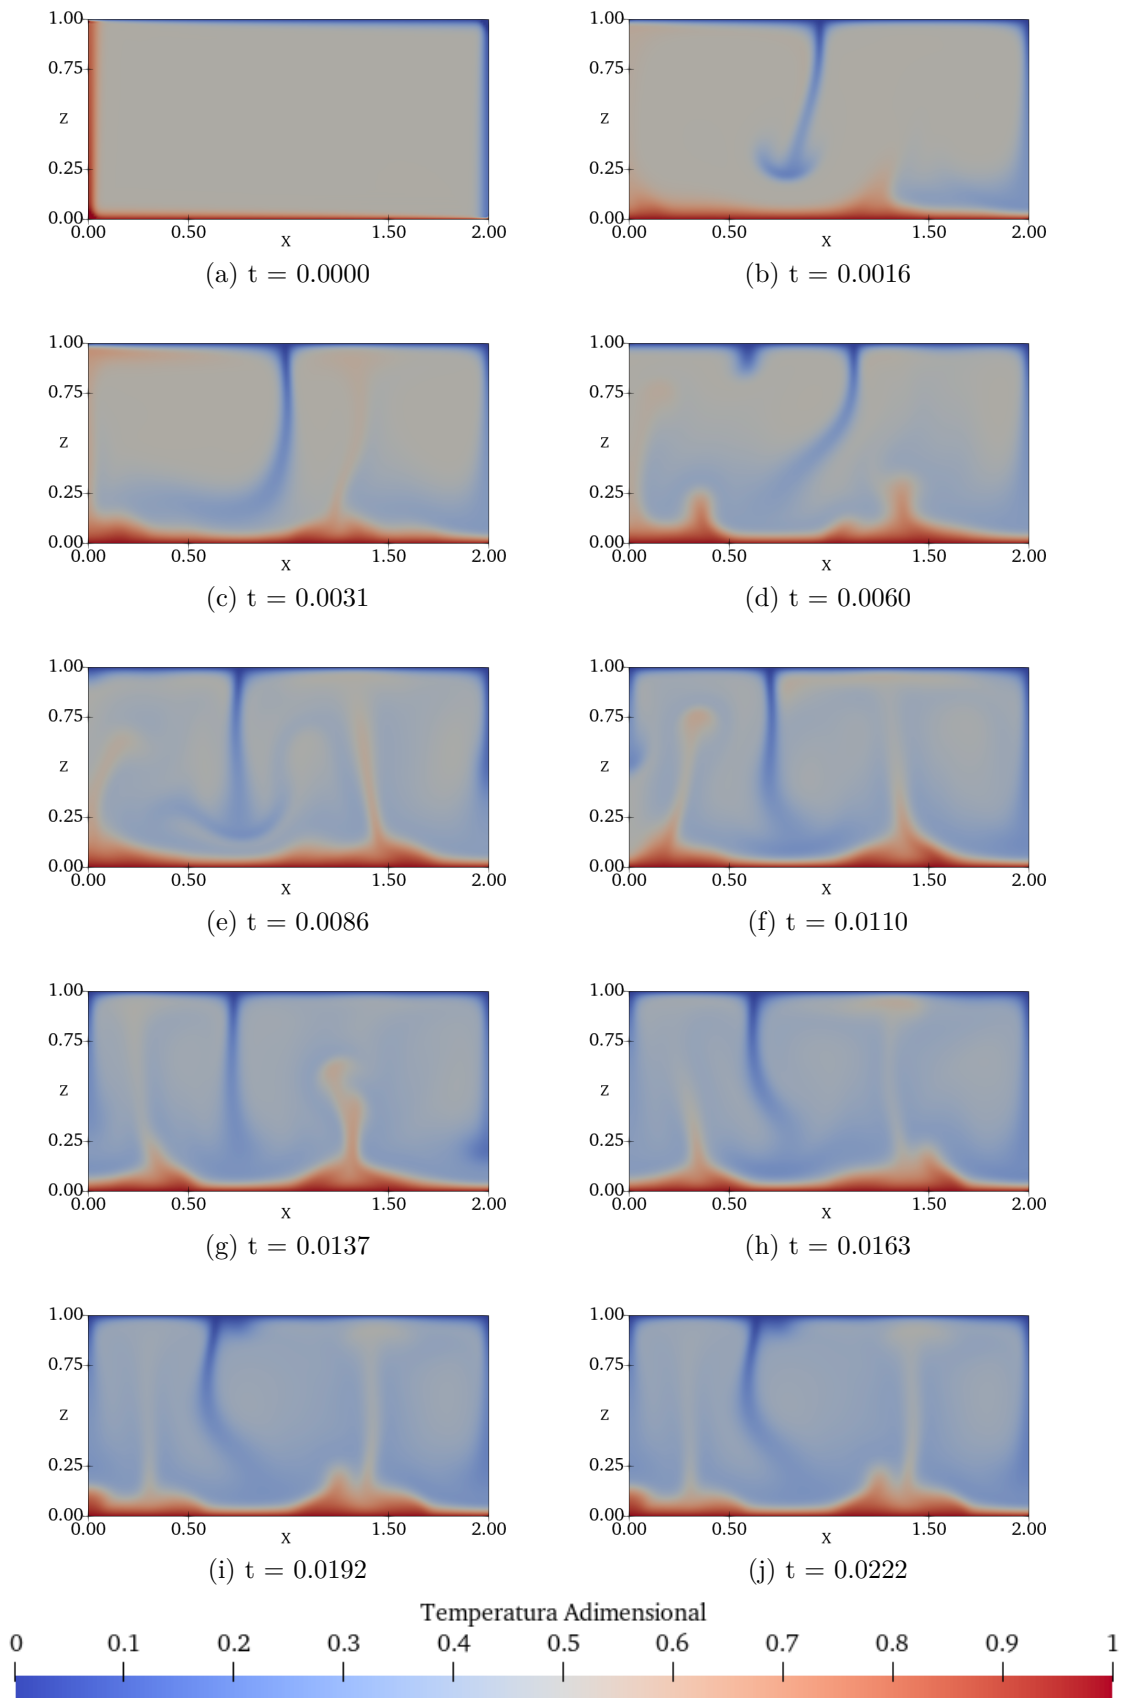 1.00 1.00
0.75 0.75
Z Z
0.25 0.25
0.00 0.00
0.00 0.50 1.50 2.00 0.00 0.50 1.50 2.00
X X
(a) t = 0.0000 (b) t = 0.0016
1.00 1.00
0.75 0.75
Z Z
0.25 0.25
0.00 0.00
0.00 0.50 1.50 2.00 0.00 0.50 1.50 2.00
X X
(c) t = 0.0031 (d) t = 0.0060
1.00 1.00
0.75 0.75
Z Z
0.25 0.25
0.00 0.00
0.00 0.50 1.50 2.00 0.00 0.50 1.50 2.00
X X
(e) t = 0.0086 (f) t = 0.0110
1.00 1.00
0.75 0.75
Z Z
0.25 0.25
0.00 0.00
0.00 0.50 1.50 2.00 0.00 0.50 1.50 2.00
X X
(g) t = 0.0137 (h) t = 0.0163
1.00 1.00
0.75 0.75
Z Z
0.25 0.25
0.00 0.00
0.00 0.50 1.50 2.00 0.00 0.50 1.50 2.00
X X
(i) t = 0.0192 (j) t = 0.0222
Temperatura Adimensional
0 0.1 0.2 0.3 0.4 0.5 0.6 0.7 0.8 0.9 1